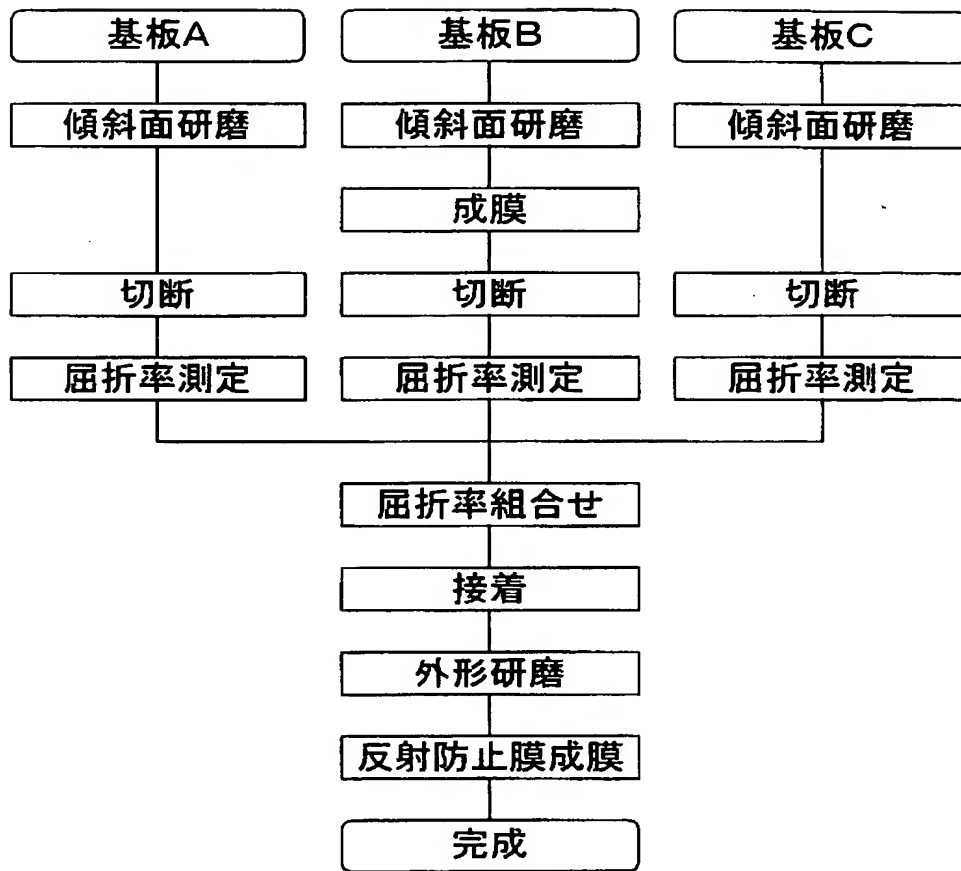 基板A
基板B
基板C
傾斜面研磨
傾斜面研磨
傾斜面研磨
成膜
切断
切断
切断
屈折率測定
屈折率測定
屈折率測定
屈折率組合せ
接着
外形研磨
反射防止膜成膜
完成